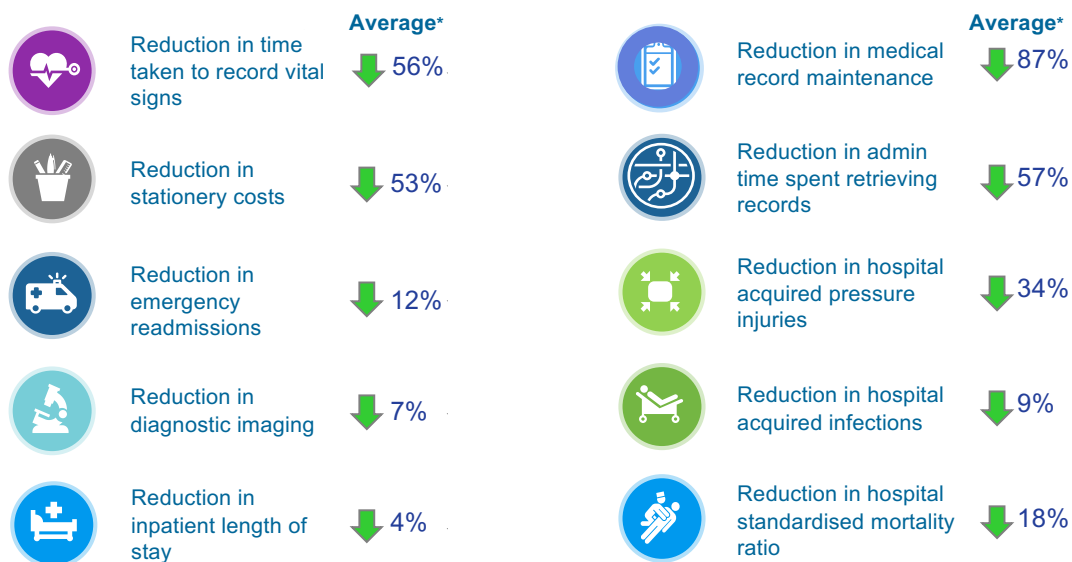 Average*
Reduction in time
taken to record vital
signs
56%
Reduction in
stationery costs
53%
Reduction in
emergency
readmissions
12%
Reduction in
diagnostic imaging
7%
Reduction in
inpatient length of
stay
4%
Average*
Reduction in medical
record maintenance
87%
Reduction in admin
time spent retrieving
records
57%
Reduction in hospital
acquired pressure
injuries
34%
Reduction in hospital
acquired infections
9%
Reduction in hospital
standardised mortality
ratio
18%